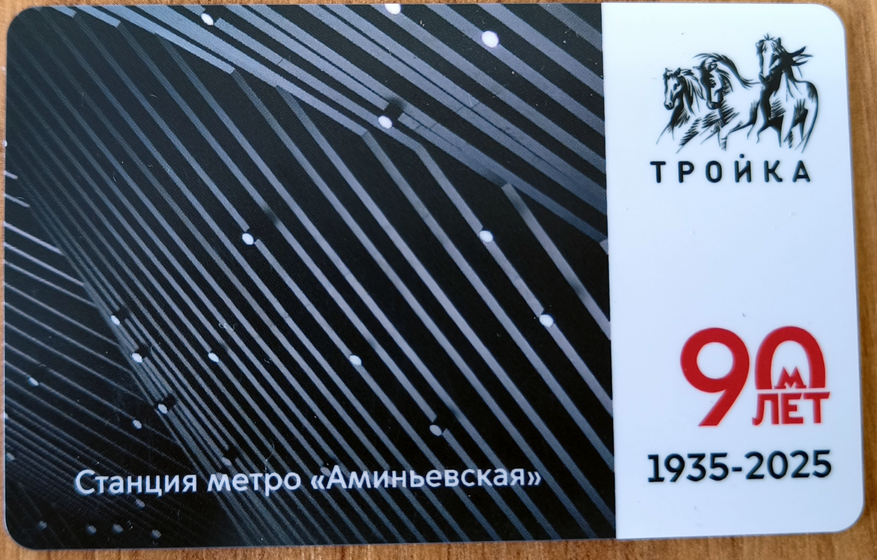 ТРОЙКА
90 М
ЛЕТ
1935-2025
Станция метро «Аминьевская»